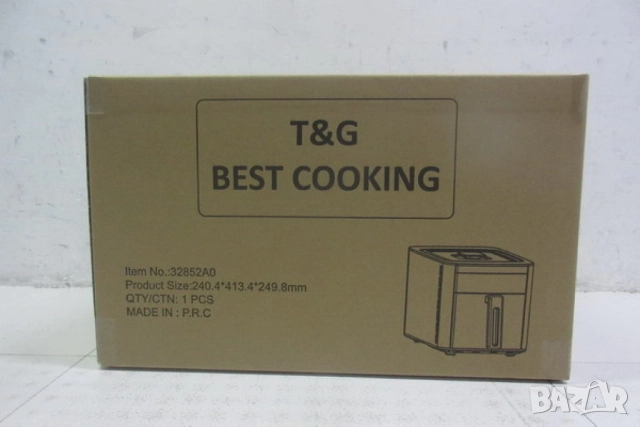 T&G
BEST COOKING
Item No.:32852A0
Product Size:240.4*413.4*249.8mm
QTY/CTN: 1 PCS
MADE IN : P.R.C
BAZAR